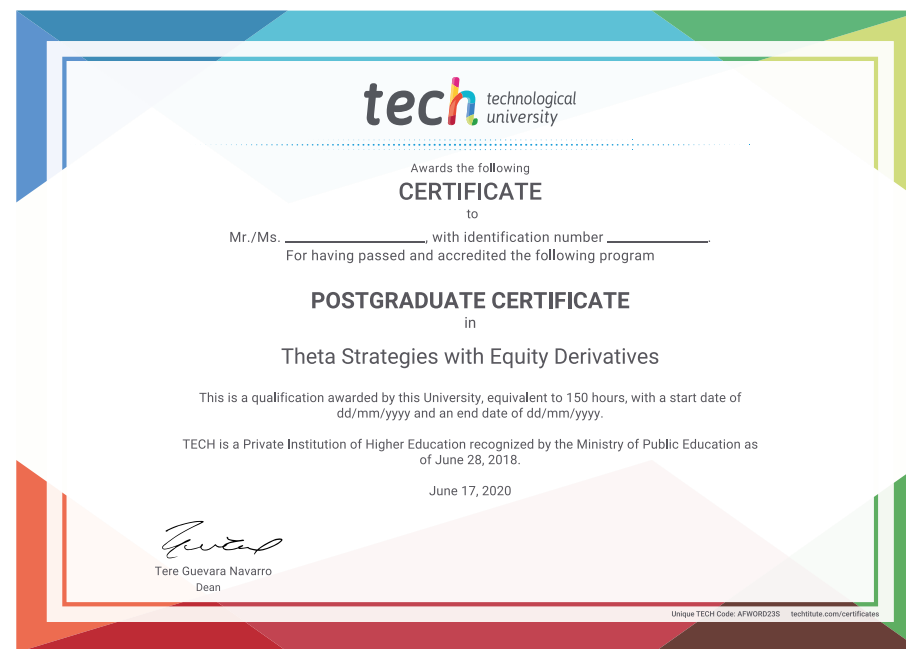 tech technological
university
Awards the following
CERTIFICATE
to
Mr./Ms. ____________________, with identification number ______________.
For having passed and accredited the following program
POSTGRADUATE CERTIFICATE
in
Theta Strategies with Equity Derivatives
This is a qualification awarded by this University, equivalent to 150 hours, with a start date of
dd/mm/yyyy and an end date of dd/mm/yyyy.
TECH is a Private Institution of Higher Education recognized by the Ministry of Public Education as
of June 28, 2018.
June 17, 2020
Tere Guevara Navarro
Dean
Unique TECH Code: AFWORD23S techtitute.com/certificates